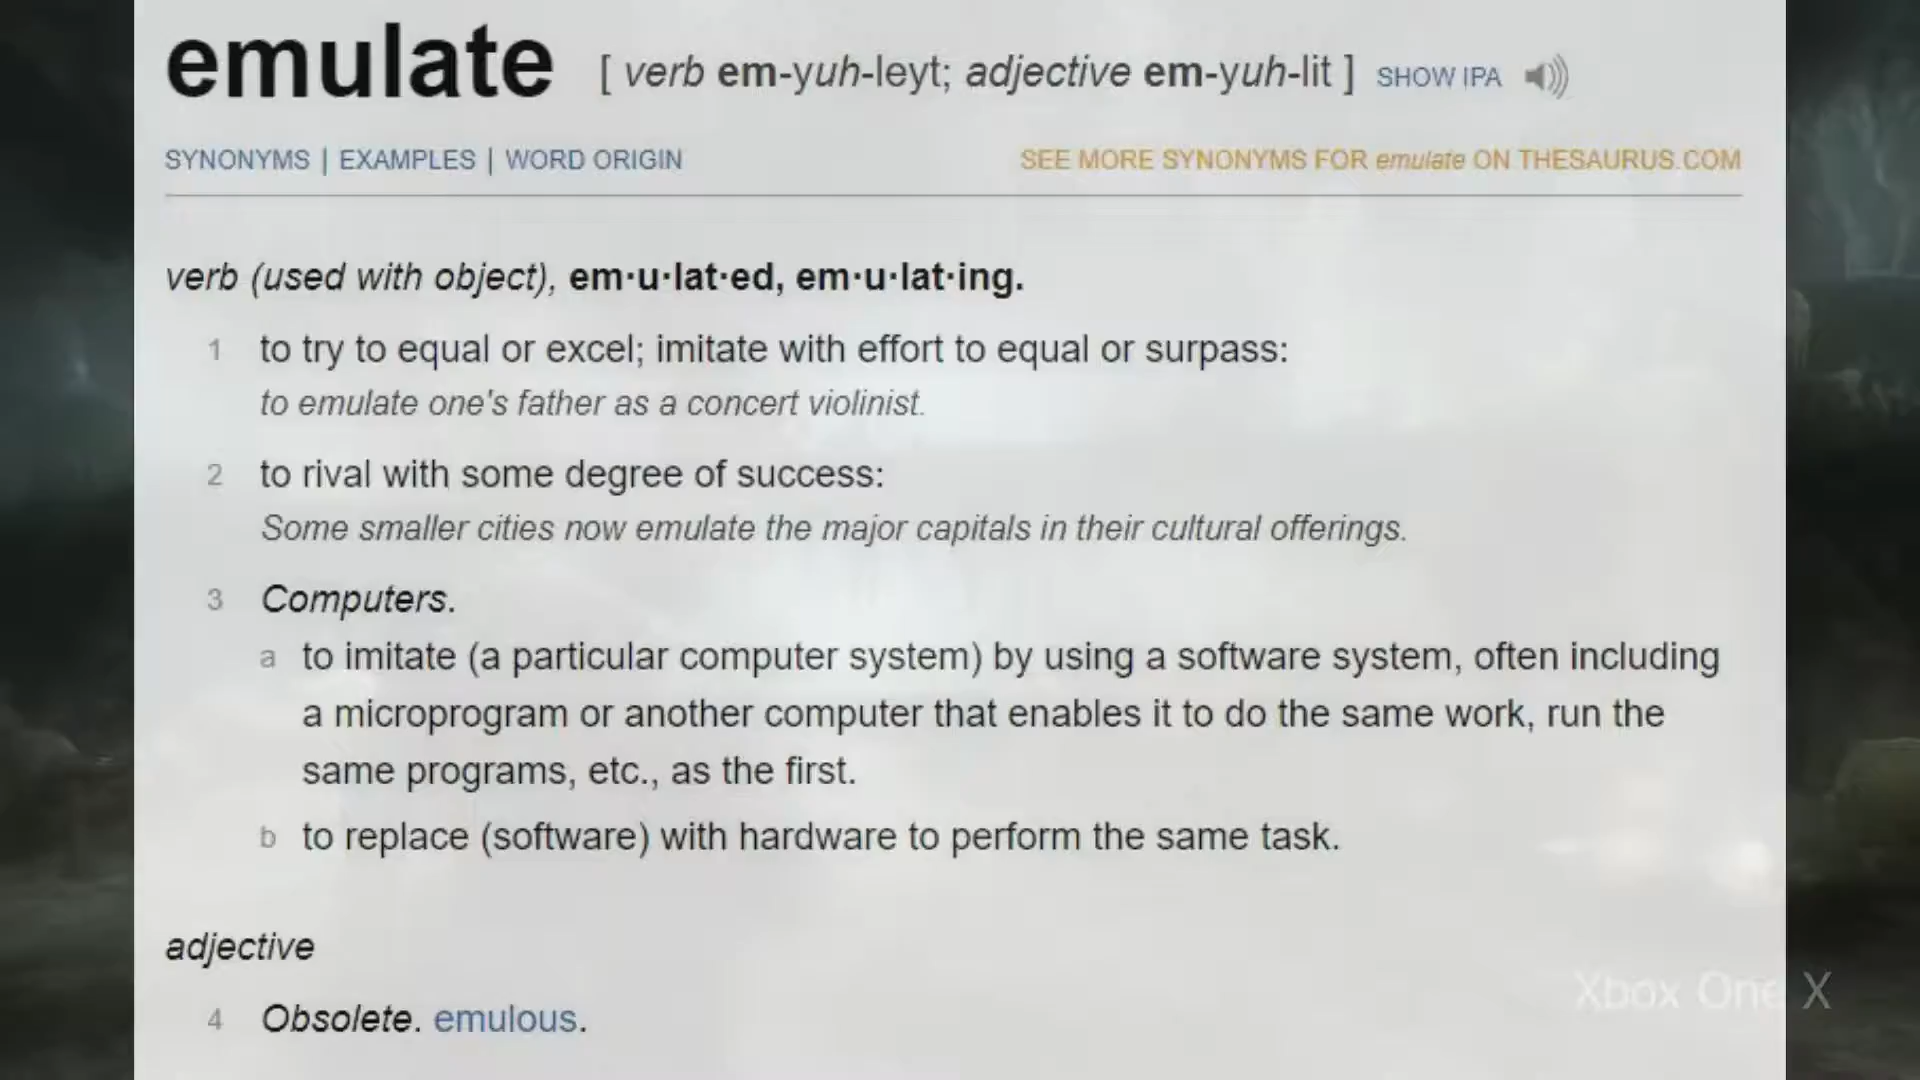 emulate [ verb em-yuh-leyt; adjective em-yuh-lit ] SHOW IPA
SYNONYMS | EXAMPLES | WORD ORIGIN SEE MORE SYNONYMS FOR emulate ON THESAURUS.COM
verb (used with object), em·u·lat·ed, em·u·lat·ing.
1 to try to equal or excel; imitate with effort to equal or surpass:
to emulate one's father as a concert violinist.
2 to rival with some degree of success:
Some smaller cities now emulate the major capitals in their cultural offerings.
3 Computers.
a to imitate (a particular computer system) by using a software system, often including
a microprogram or another computer that enables it to do the same work, run the
same programs, etc., as the first.
b to replace (software) with hardware to perform the same task.
adjective
Xbox One X
4 Obsolete. emulous.